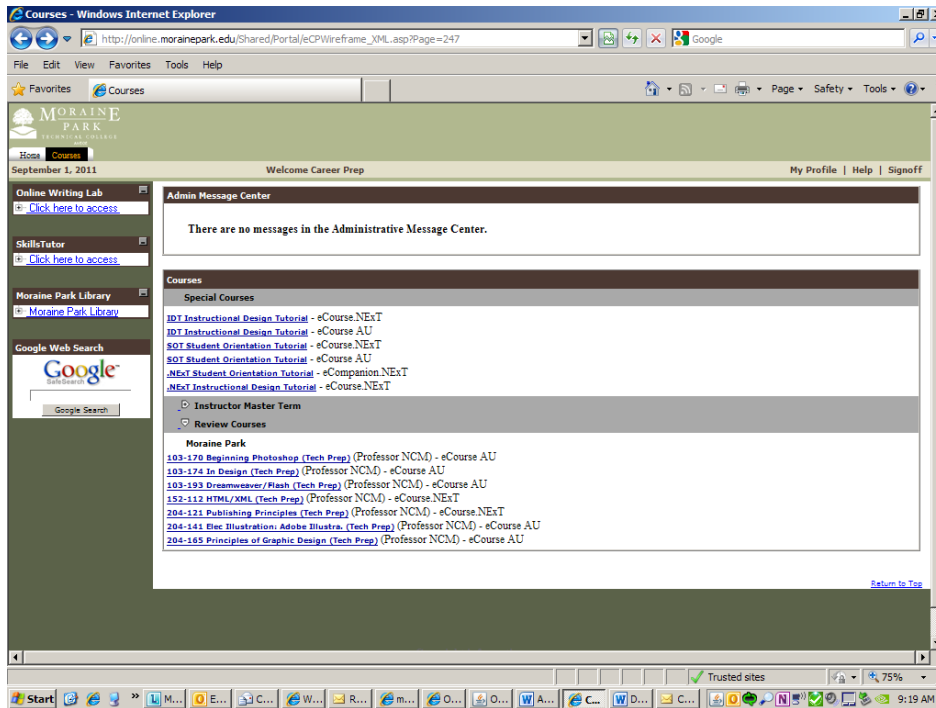 Courses - Windows Internet Explorer
http://online.morainepark.edu/Shared/Portal/eCPWireframe_XML.asp?Page=247
Google
File Edit View Favorites Tools Help
Favorites Courses
Page Safety Tools
MORAINE
PARK
TECHNICAL COLLEGE
Home Courses
September 1, 2011 Welcome Career Prep My Profile | Help | Signoff
Online Writing Lab
Click here to access
SkillsTutor
Click here to access
Moraine Park Library
Moraine Park Library
Google Web Search
Google
SafeSearch
Google Search
Admin Message Center
There are no messages in the Administrative Message Center.
Courses
Special Courses
IDT Instructional Design Tutorial - eCourse.NExT
IDT Instructional Design Tutorial - eCourse AU
SOT Student Orientation Tutorial - eCourse.NExT
SOT Student Orientation Tutorial - eCourse AU
.NExT Student Orientation Tutorial - eCompanion.NExT
.NExT Instructional Design Tutorial - eCourse.NExT
Instructor Master Term
Review Courses
Moraine Park
103-170 Beginning Photoshop (Tech Prep) (Professor NCM) - eCourse AU
103-174 In Design (Tech Prep) (Professor NCM) - eCourse AU
103-193 Dreamweaver/Flash (Tech Prep) (Professor NCM) - eCourse AU
152-112 HTML/XML (Tech Prep) (Professor NCM) - eCourse.NExT
204-121 Publishing Principles (Tech Prep) (Professor NCM) - eCourse.NExT
204-141 Elec Illustration: Adobe Illustra. (Tech Prep) (Professor NCM) - eCourse AU
204-165 Principles of Graphic Design (Tech Prep) (Professor NCM) - eCourse AU
Return to Top
Trusted sites 75%
Start M... E... C... W... R... m... O... O... A... C... D... C... 9:19 AM